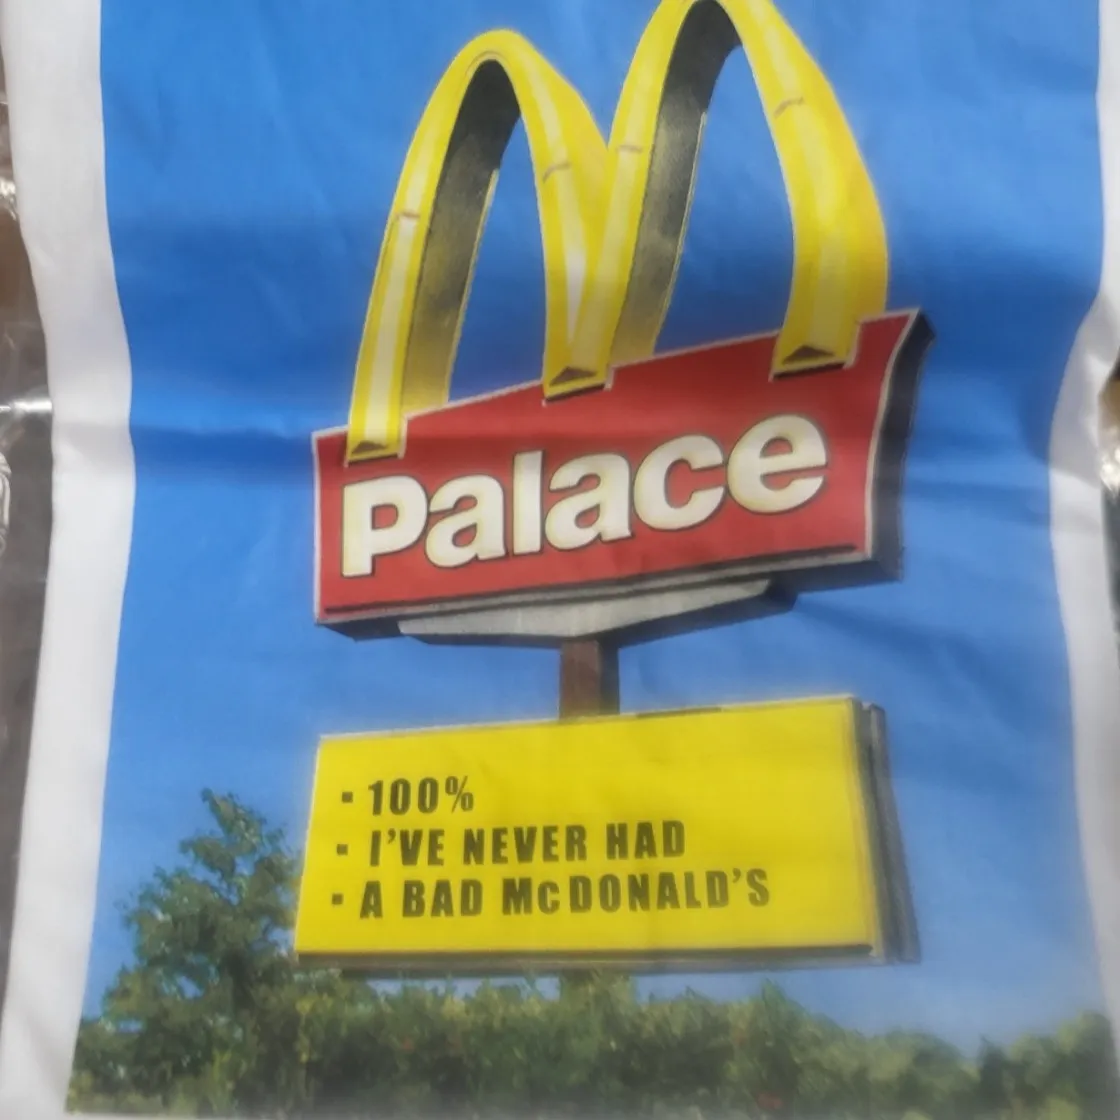 Palace
▪ 100%
▪ I'VE NEVER HAD
▪ A BAD McDONALD'S